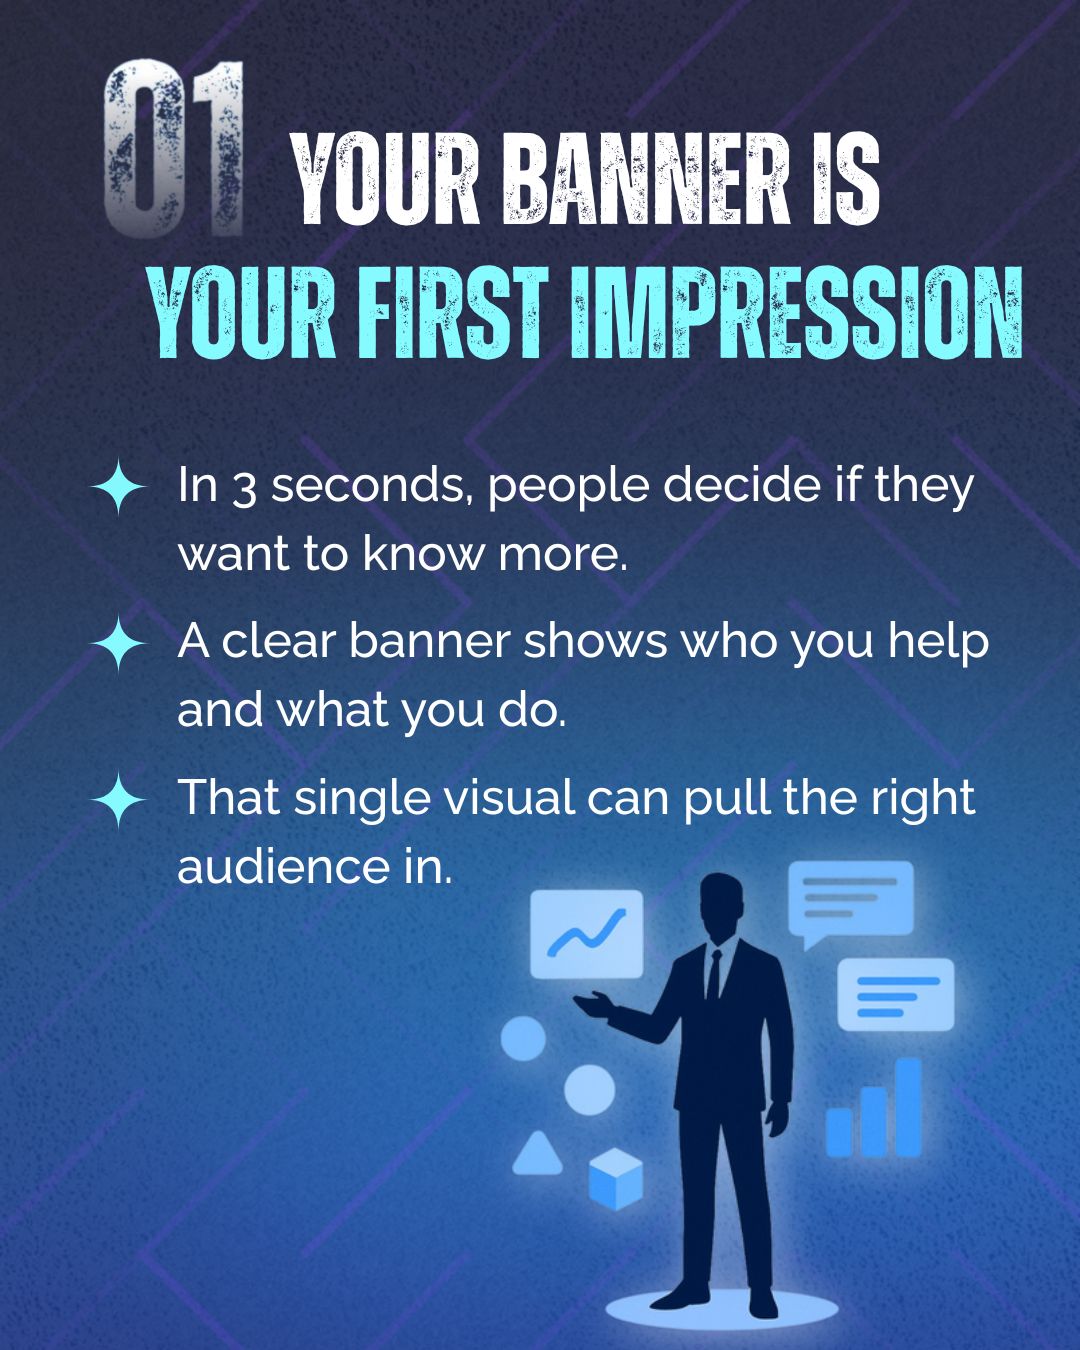 01 YOUR BANNER IS
YOUR FIRST IMPRESSION
In 3 seconds, people decide if they
want to know more.
A clear banner shows who you help
and what you do.
That single visual can pull the right
audience in.